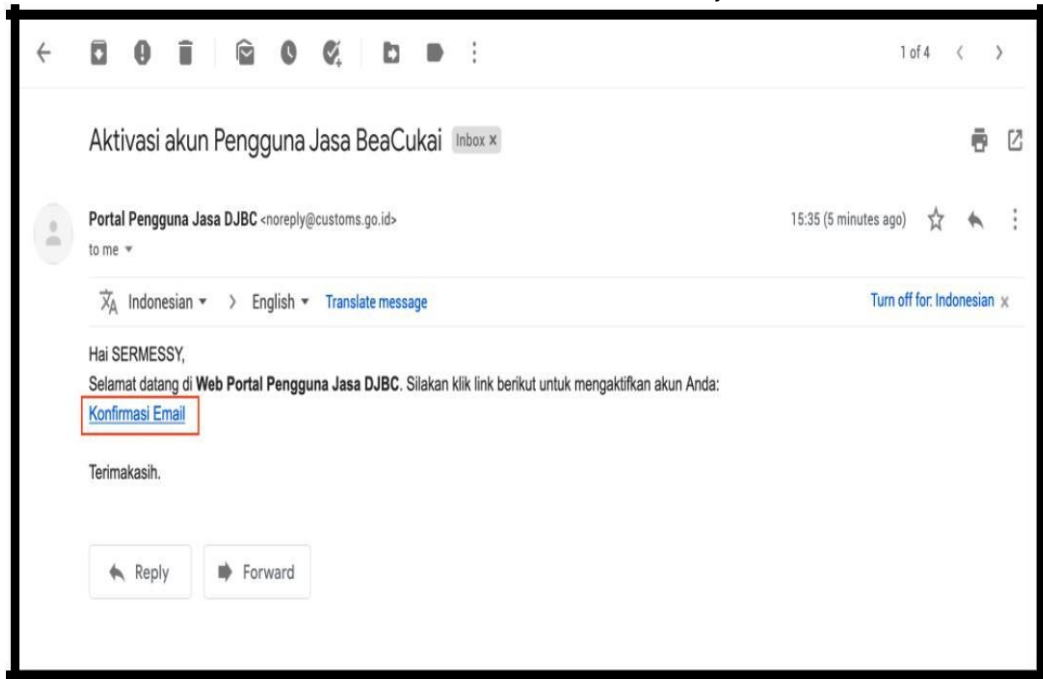 1 of 4
Aktivasi akun Pengguna Jasa BeaCukai Inbox x
Portal Pengguna Jasa DJBC <noreply@customs.go.id> 15:35 (5 minutes ago)
to me
Indonesian > English Translate message Turn off for: Indonesian x
Hai SERMESSY,
Selamat datang di Web Portal Pengguna Jasa DJBC. Silakan klik link berikut untuk mengaktifkan akun Anda:
Konfirmasi Email
Terimakasih.
Reply Forward